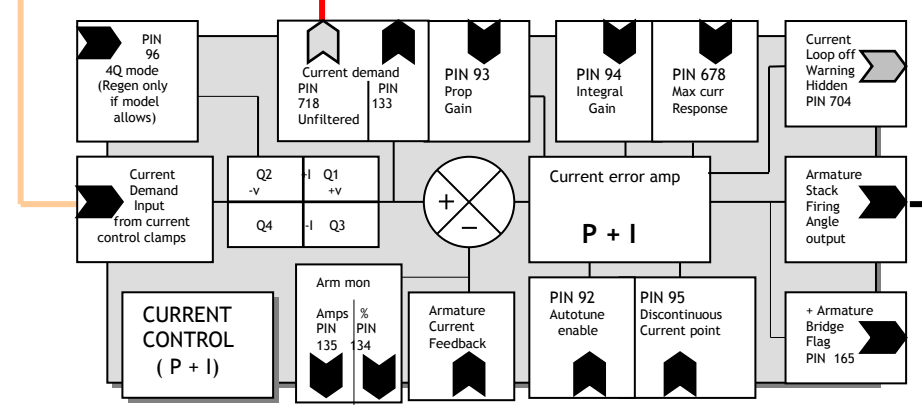 PIN
96
4Q mode
(Regen only
if model
allows)
Current demand
PIN
718
Unfiltered
PIN
133
PIN 93
Prop
Gain
PIN 94
Integral
Gain
PIN 678
Max curr
Response
Current
Loop off
Warning
Hidden
PIN 704
Current
Demand
Input
from current
control clamps
Q2 +I Q1
-v +v
Q4 -I Q3
+
–
Current error amp
P + I
Armature
Stack
Firing
Angle
output
CURRENT
CONTROL
( P + I)
Arm mon
Amps %
PIN PIN
135 134
Armature
Current
Feedback
PIN 92
Autotune
enable
PIN 95
Discontinuous
Current point
+ Armature
Bridge
Flag
PIN 165